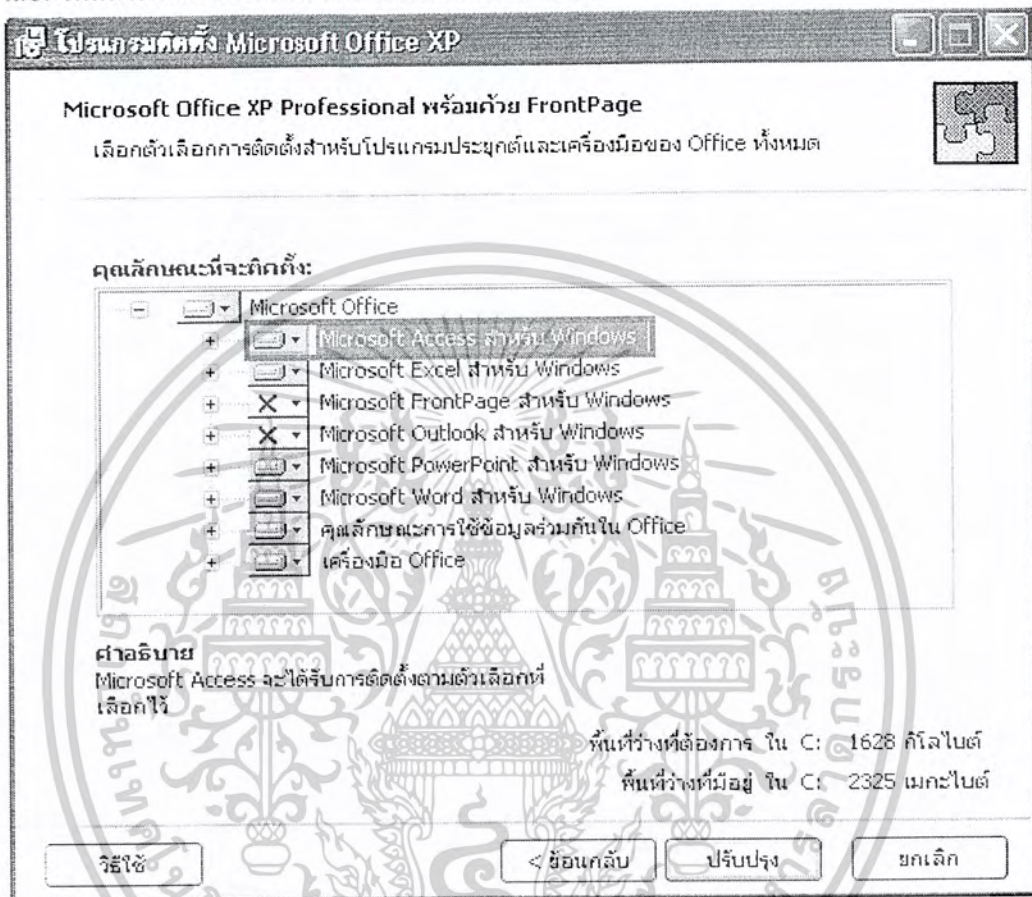 โปรแกรมติดตั้ง Microsoft Office XP
Microsoft Office XP Professional พร้อมด้วย FrontPage
เลือกตัวเลือกการติดตั้งสำหรับโปรแกรมประยุกต์และเครื่องมือของ Office ทั้งหมด
คุณลักษณะที่จะติดตั้ง:
Microsoft Office
Microsoft Access สำหรับ Windows
Microsoft Excel สำหรับ Windows
Microsoft FrontPage สำหรับ Windows
Microsoft Outlook สำหรับ Windows
Microsoft PowerPoint สำหรับ Windows
Microsoft Word สำหรับ Windows
คุณลักษณะการใช้ข้อมูลร่วมกันใน Office
เครื่องมือ Office
คำอธิบาย
Microsoft Access จะได้รับการติดตั้งตามตัวเลือกที่
เลือกไว้
พื้นที่ว่างที่ต้องการ ใน C: 1628 กิโลไบต์
พื้นที่ว่างที่มีอยู่ ใน C: 2325 เมกะไบต์
วิธีใช้
< ย้อนกลับ
ปรับปรุง
ยกเลิก